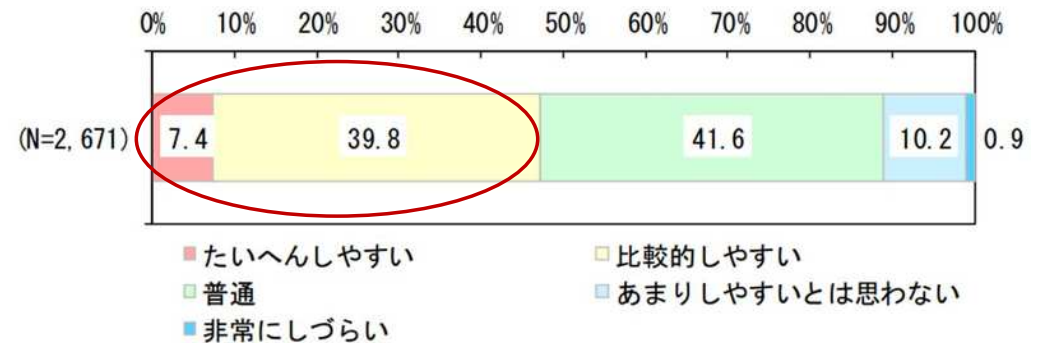 0% 10% 20% 30% 40% 50% 60% 70% 80% 90% 100%
(N=2,671) 7.4 39.8 41.6 10.2 0.9
たいへんしやすい 比較的しやすい
普通 あまりしやすいとは思わない
非常にしづらい